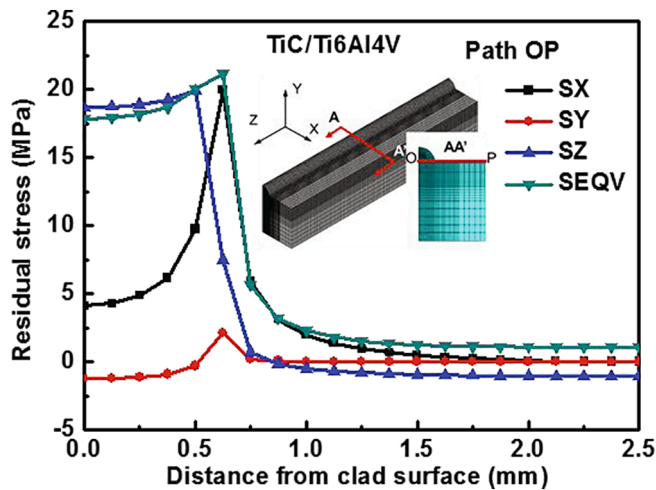 TiC/Ti6Al4V
Path OP
SX
SY
SZ
SEQV
Y
Z
X
A
A'
O
AA'
P
25
20
15
10
5
0
-5
0.0
0.5
1.0
1.5
2.0
2.5
Residual stress (MPa)
Distance from clad surface (mm)